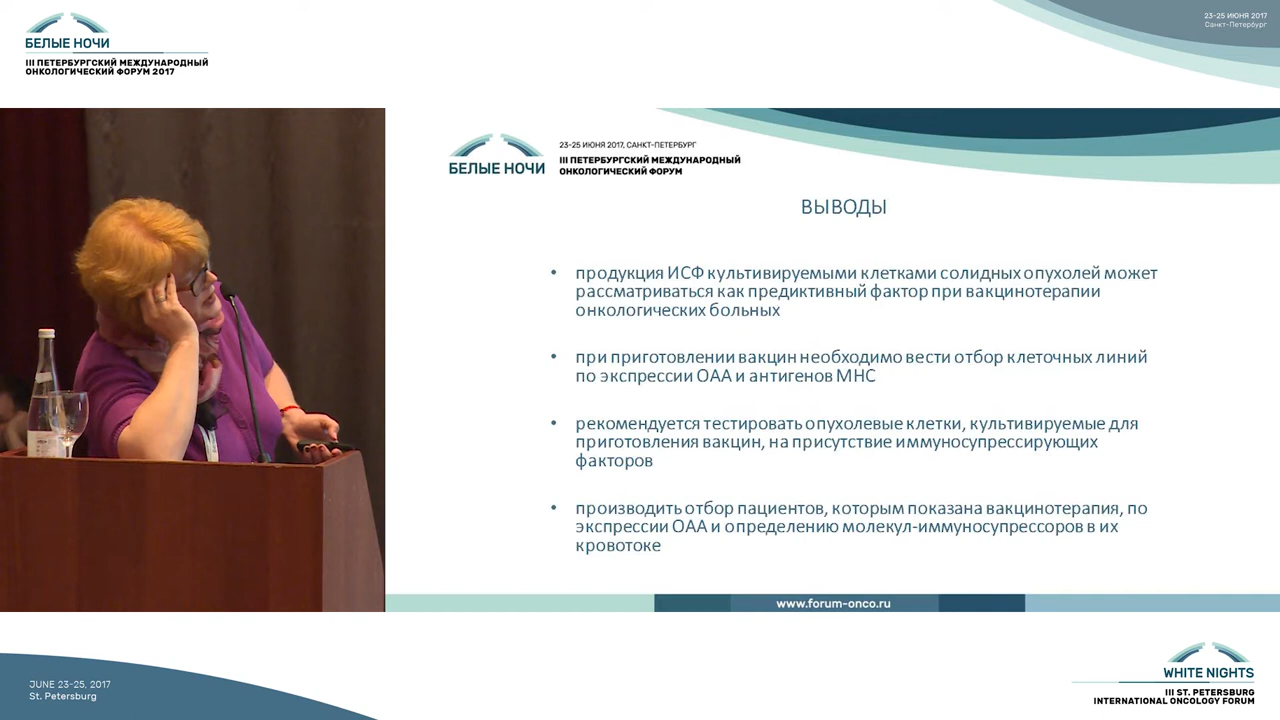 БЕЛЫЕ НОЧИ
III ПЕТЕРБУРГСКИЙ МЕЖДУНАРОДНЫЙ
ОНКОЛОГИЧЕСКИЙ ФОРУМ 2017
23-25 ИЮНЯ 2017
Санкт-Петербург
БЕЛЫЕ НОЧИ
23-25 ИЮНЯ 2017, САНКТ-ПЕТЕРБУРГ
III ПЕТЕРБУРГСКИЙ МЕЖДУНАРОДНЫЙ
ОНКОЛОГИЧЕСКИЙ ФОРУМ
ВЫВОДЫ
• продукция ИСФ культивируемыми клетками солидных опухолей может
рассматриваться как предиктивный фактор при вакцинотерапии
онкологических больных
• при приготовлении вакцин необходимо вести отбор клеточных линий
по экспрессии ОАА и антигенов МНС
• рекомендуется тестировать опухолевые клетки, культивируемые для
приготовления вакцин, на присутствие иммуносупрессирующих
факторов
• производить отбор пациентов, которым показана вакцинотерапия, по
экспрессии ОАА и определению молекул-иммуносупрессоров в их
кровотоке
www.forum-onco.ru
JUNE 23-25, 2017
St. Petersburg
WHITE NIGHTS
III ST. PETERSBURG
INTERNATIONAL ONCOLOGY FORUM